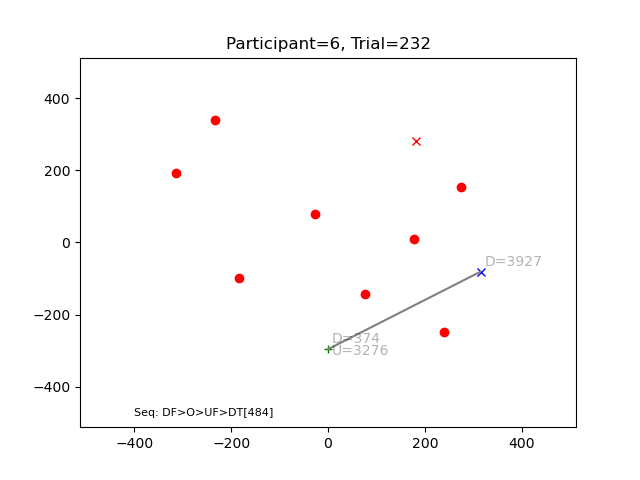 Participant=6, Trial=232
400
200
0
−200
−400
D=3927
D=374
U=3276
Seq: DF>O>UF>DT[484]
−400 −200 0 200 400